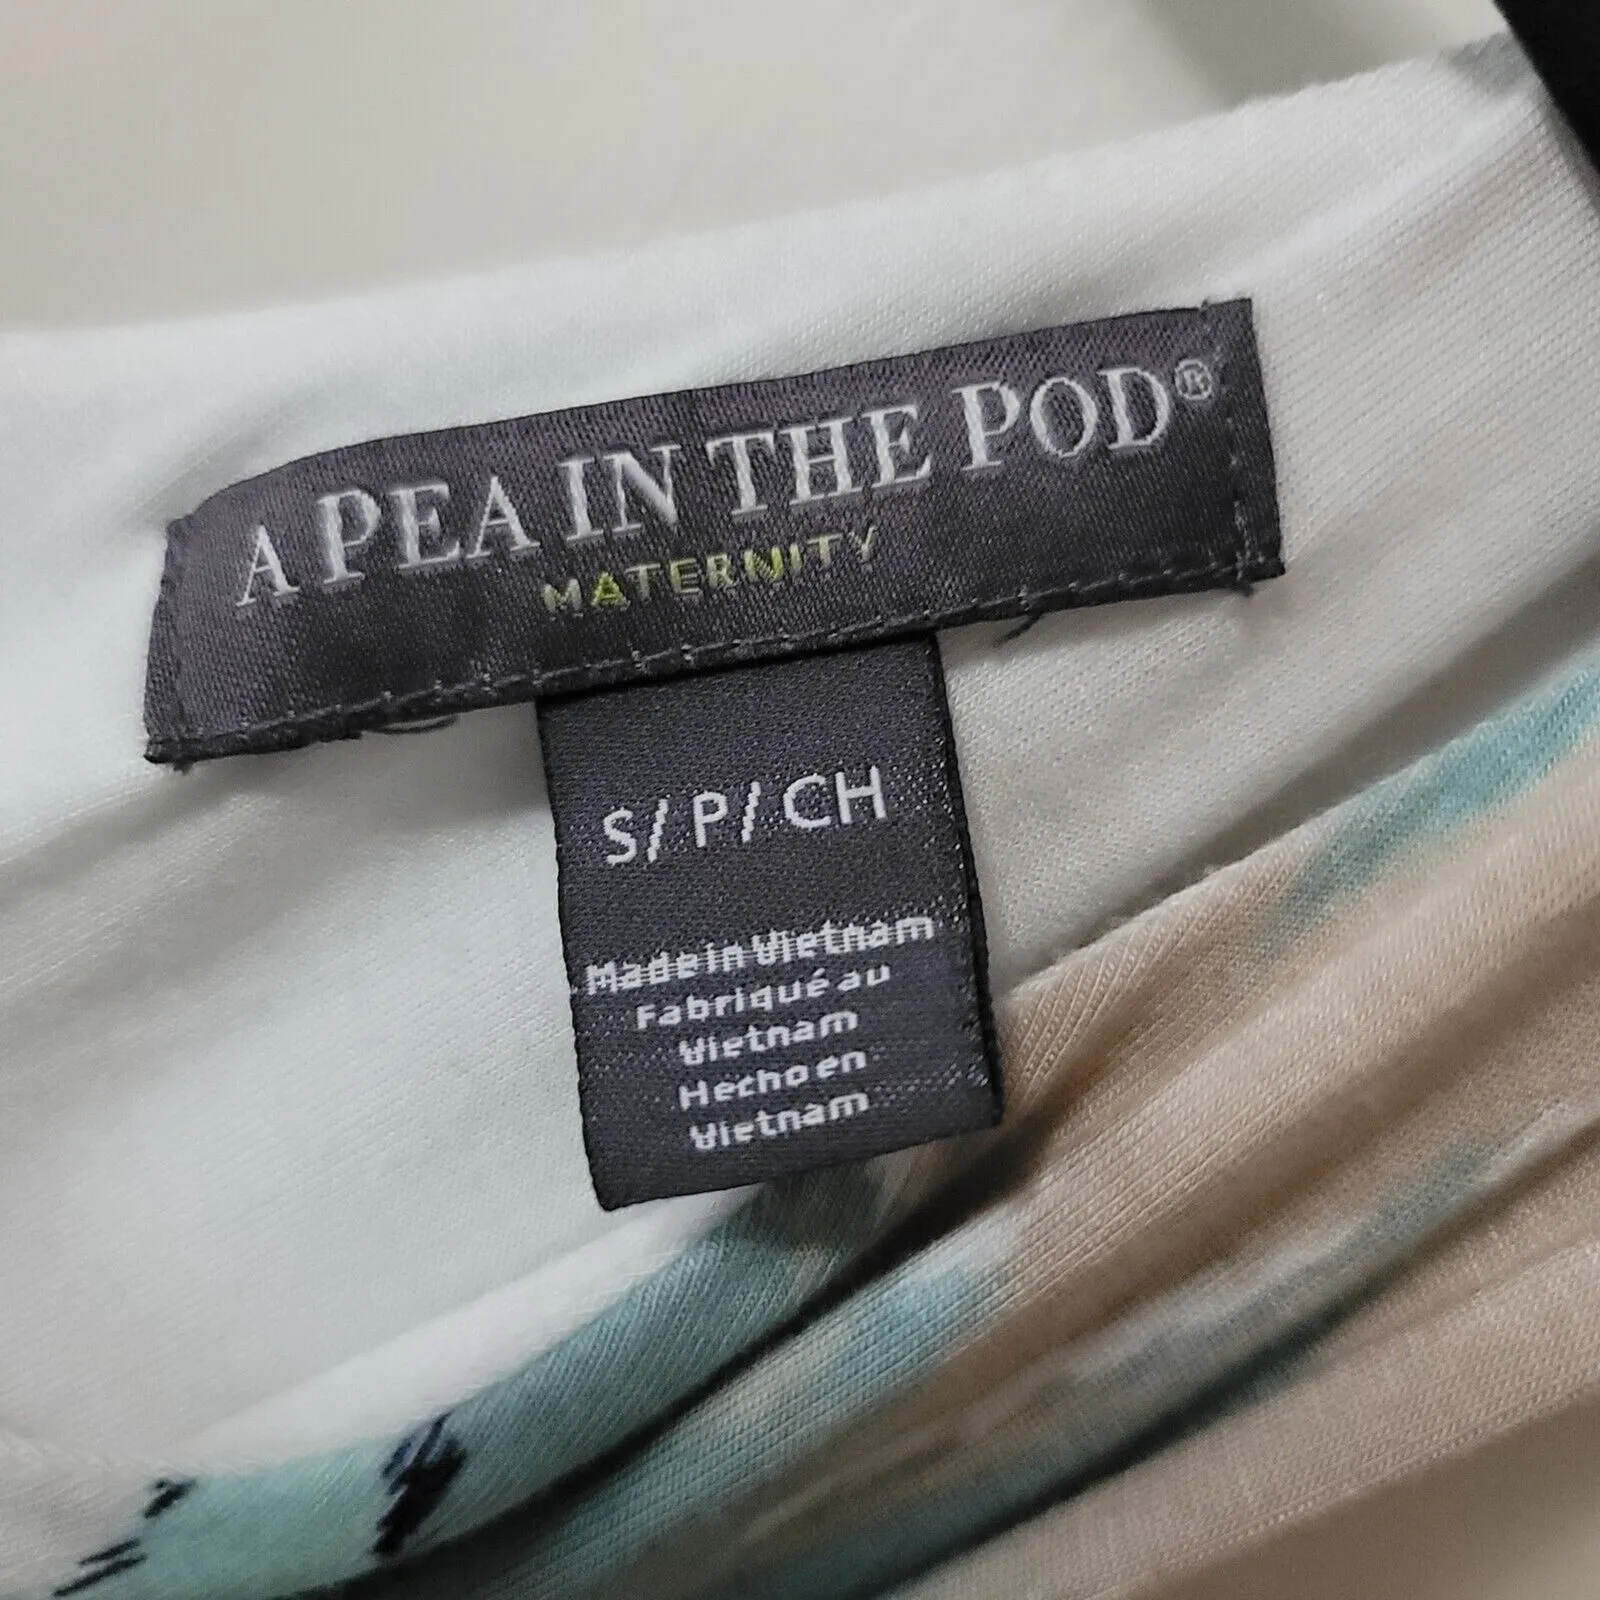 A PEA IN THE POD®
MATERNITY
S/ P/ CH
Made in Vietnam
Fabriqué au
Vietnam
Hecho en
Vietnam